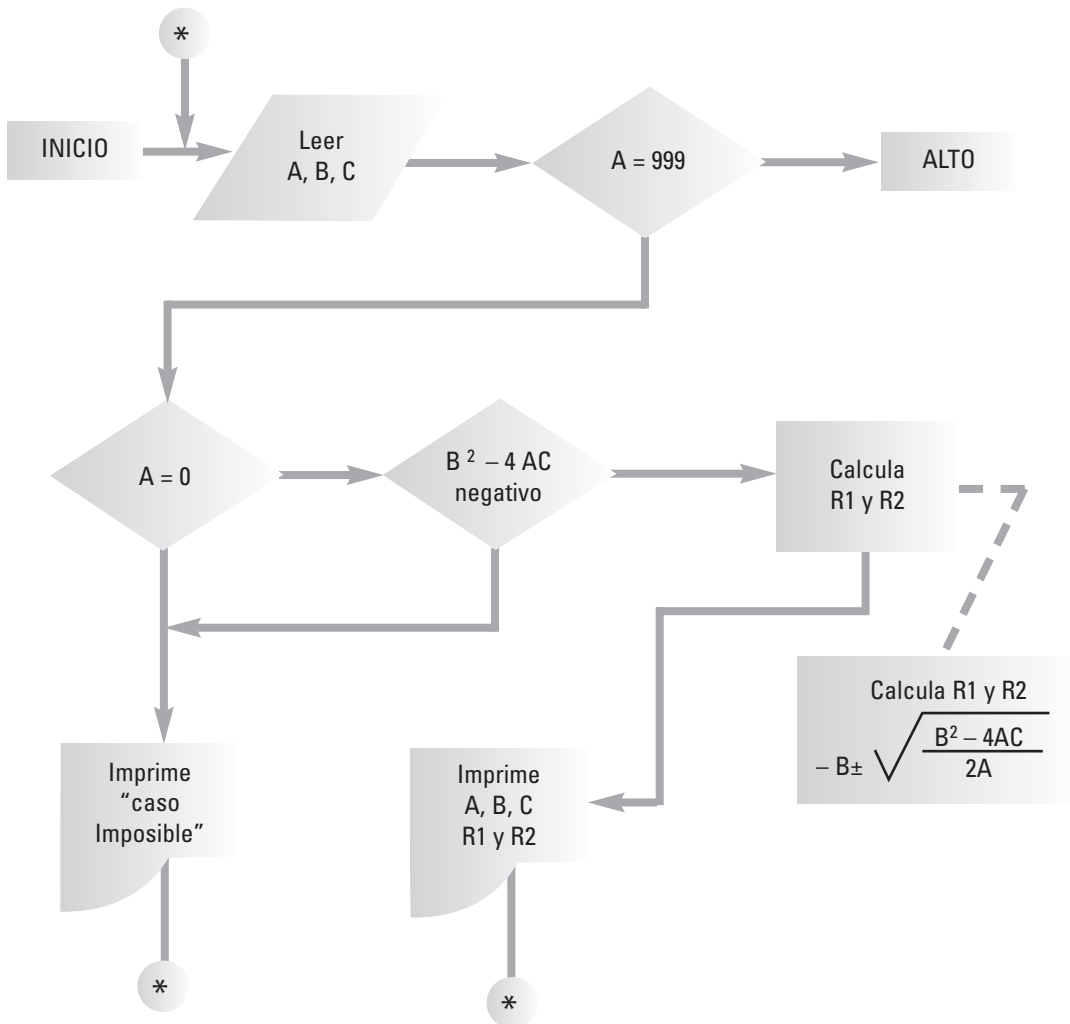 *
INICIO
Leer
A, B, C
A = 999
ALTO
A = 0
B ² – 4 AC
negativo
Calcula
R1 y R2
Calcula R1 y R2
– B± √ B² – 4AC
2A
Imprime
“caso
Imposible”
Imprime
A, B, C
R1 y R2
*
*